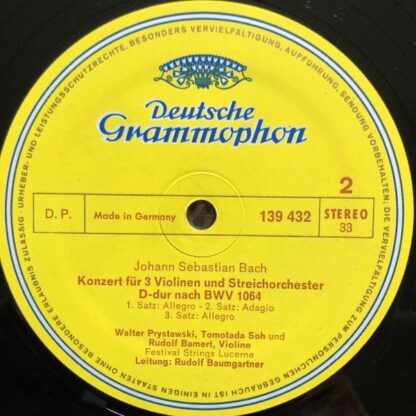 ALLE URHEBER- UND LEISTUNGSSCHUTZRECHTE, BESONDERS VERVIELFÄLTIGUNG, AUFFÜHRUNG, SENDUNG VORBEHALTEN; DIE VERVIELFÄLTIGUNG ZUM PERSÖNLICHEN GEBRAUCH IST IN EINIGEN STAATEN OHNE BESONDERE ERLAUBNIS ZULÄSSIG
Deutsche
Grammophon
2
D. P.
Made in Germany
139 432
STEREO
33
Johann Sebastian Bach
Konzert für 3 Violinen und Streichorchester
D-dur nach BWV 1064
1. Satz: Allegro - 2. Satz: Adagio
3. Satz: Allegro
Walter Prystawski, Tomotada Soh und
Rudolf Bamert, Violine
Festival Strings Lucerne
Leitung: Rudolf Baumgartner